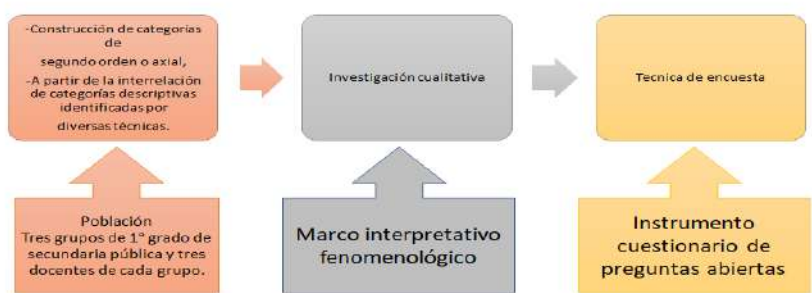 -Construcción de categorías
de
segundo orden o axial,
-A partir de la interrelación
de categorías descriptivas
identificadas por
diversas técnicas.
Investigación cualitativa
Tecnica de encuesta
Población
Tres grupos de 1° grado de
secundaria pública y tres
docentes de cada grupo.
Marco interpretativo
fenomenológico
Instrumento
cuestionario de
preguntas abiertas